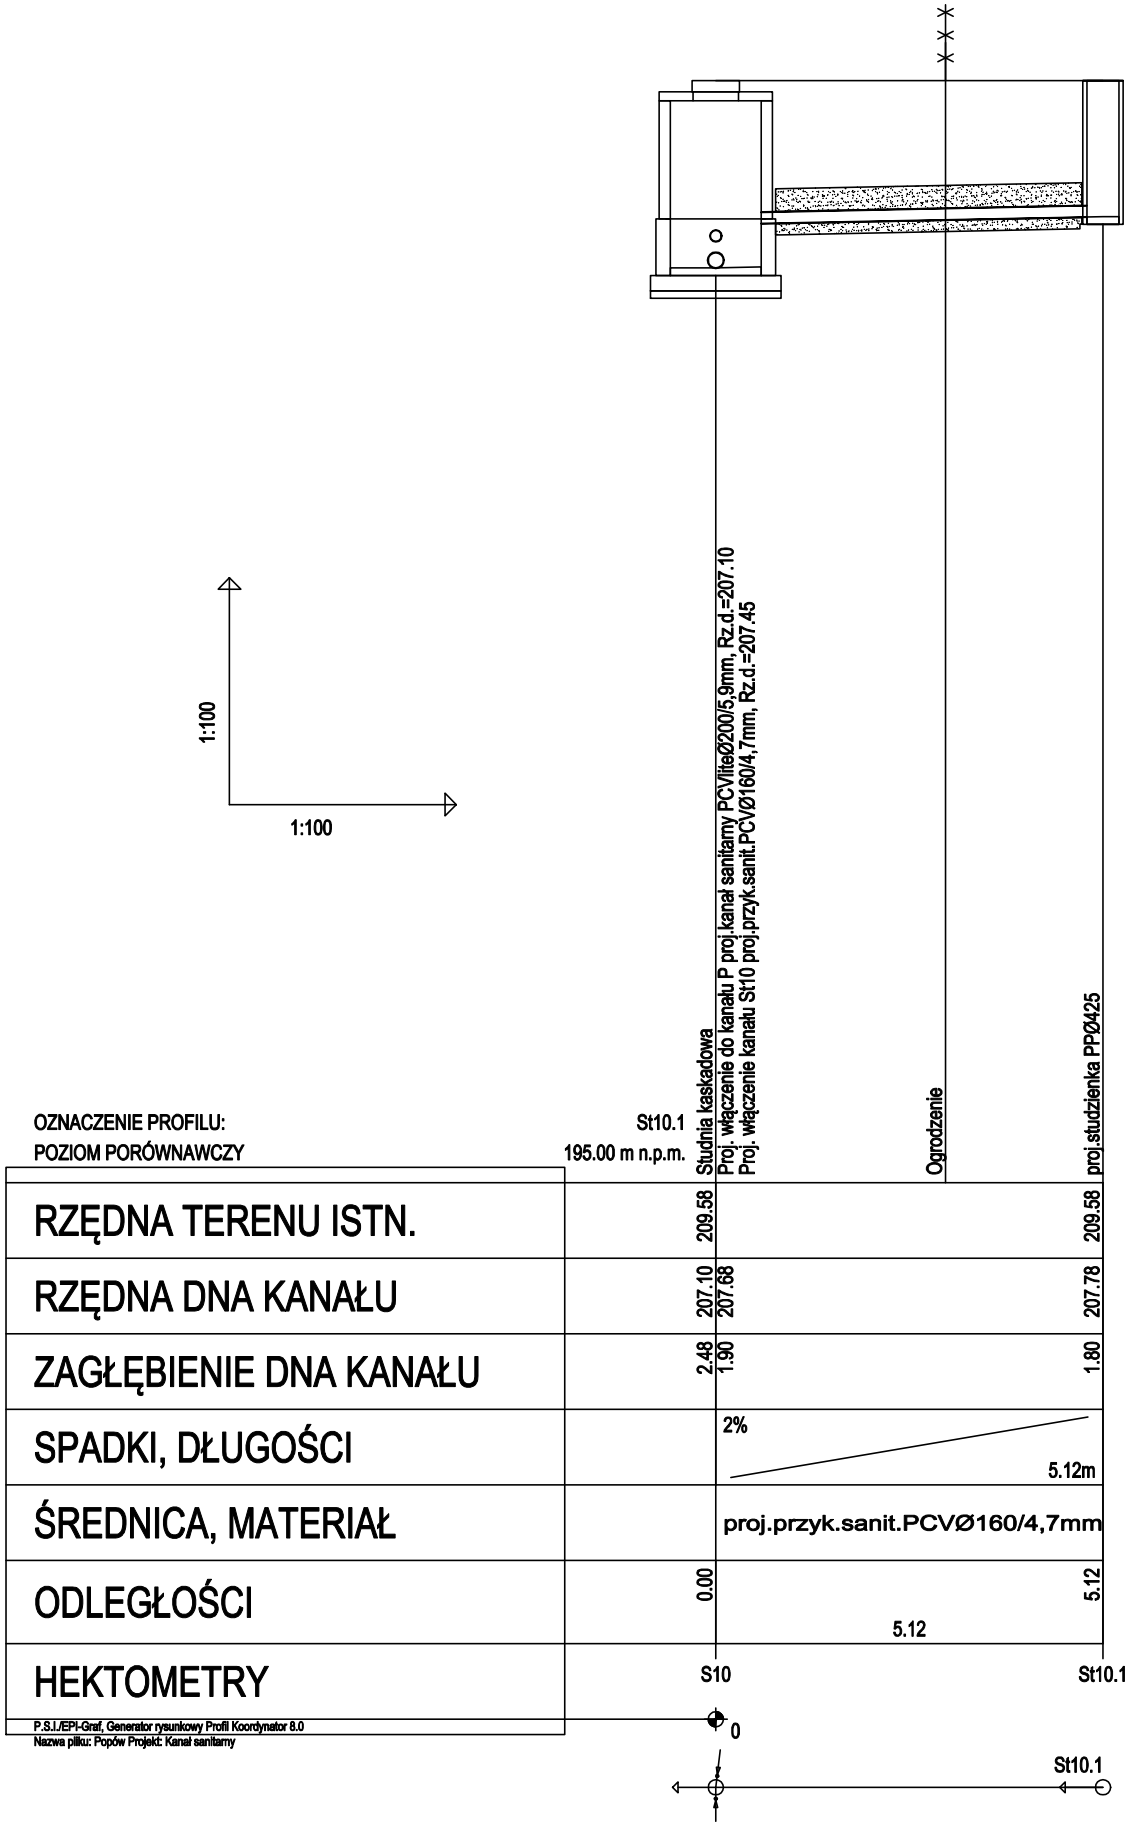 1:100
1:100
Studnia kaskadowa
Proj. włączenie do kanału P proj.kanał sanitarny PCVliteØ200/5,9mm, Rz.d.=207.10
Proj. włączenie kanału St10 proj.przyk.sanit.PCVØ160/4,7mm, Rz.d.=207.45
Ogrodzenie
proj.studzienka PPØ425
OZNACZENIE PROFILU: St10.1
POZIOM PORÓWNAWCZY 195.00 m n.p.m.
RZĘDNA TERENU ISTN. 209.58 209.58
RZĘDNA DNA KANAŁU 207.10 207.68 207.78
ZAGŁĘBIENIE DNA KANAŁU 2.48 1.90 1.80
SPADKI, DŁUGOŚCI 2% 5.12m
ŚREDNICA, MATERIAŁ proj.przyk.sanit.PCVØ160/4,7mm
ODLEGŁOŚCI 0.00 5.12 5.12
HEKTOMETRY S10 St10.1
P.S.I./EPI-Graf, Generator rysunkowy Profil Koordynator 8.0
Nazwa pliku: Popów Projekt: Kanał sanitarny
0
St10.1